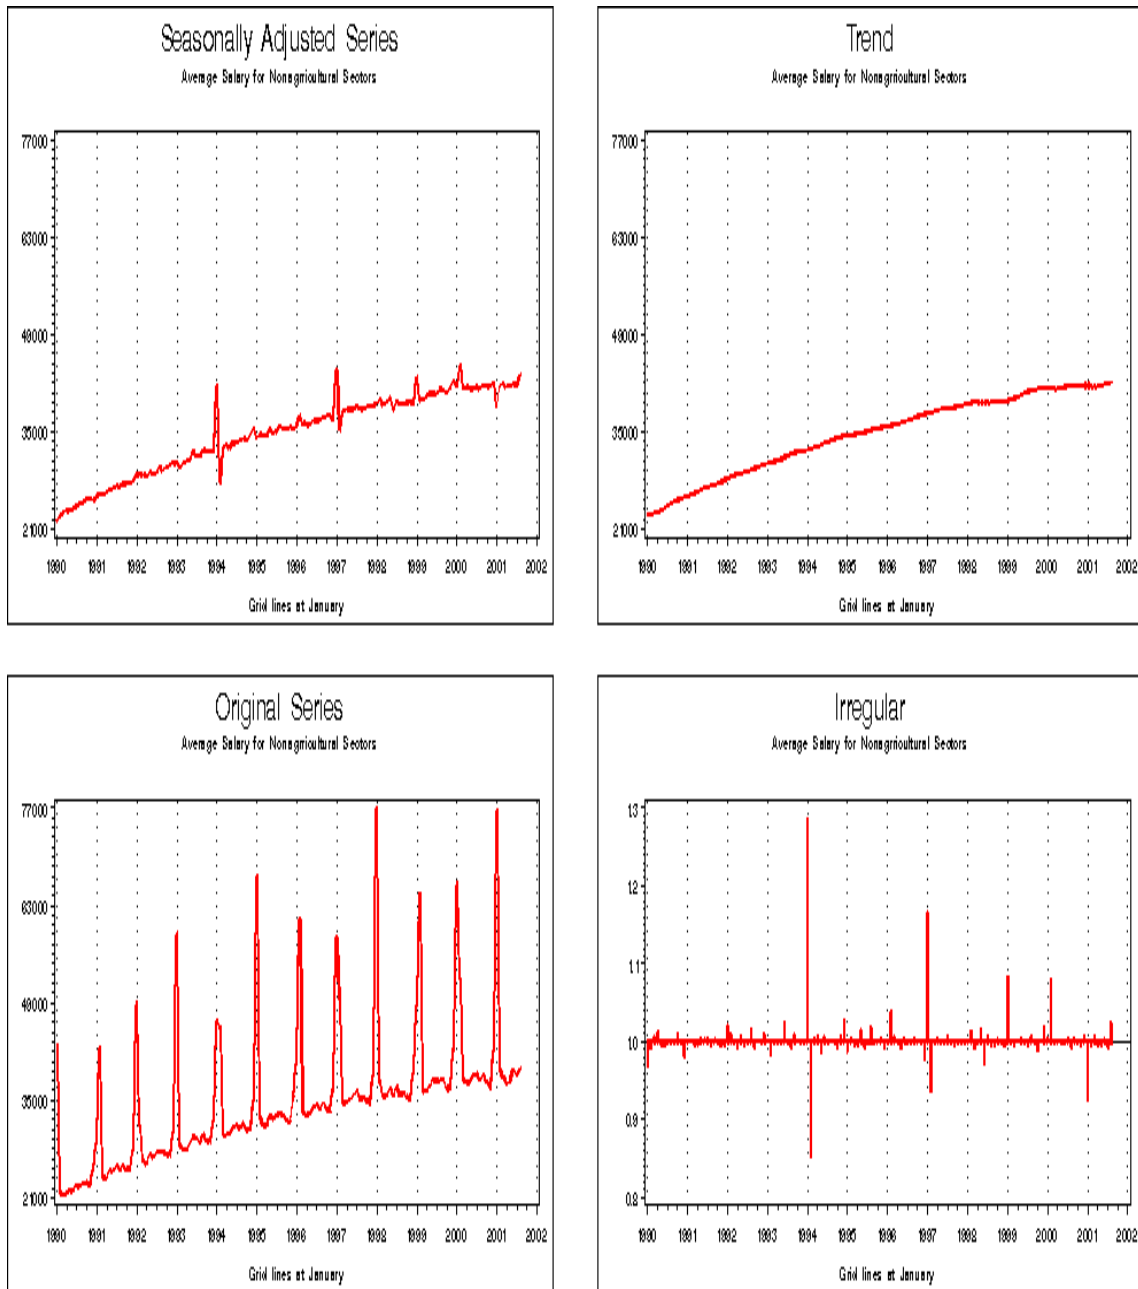 Seasonally Adjusted Series
Average Salary for Nonagricultural Sectors
77000
63000
49000
35000
21000
1990 1991 1992 1993 1994 1995 1996 1997 1998 1999 2000 2001 2002
Grid lines at January
Trend
Average Salary for Nonagricultural Sectors
77000
63000
49000
35000
21000
1990 1991 1992 1993 1994 1995 1996 1997 1998 1999 2000 2001 2002
Grid lines at January
Original Series
Average Salary for Nonagricultural Sectors
77000
63000
49000
35000
21000
1990 1991 1992 1993 1994 1995 1996 1997 1998 1999 2000 2001 2002
Grid lines at January
Irregular
Average Salary for Nonagricultural Sectors
1.3
1.2
1.1
1.0
0.9
0.8
1990 1991 1992 1993 1994 1995 1996 1997 1998 1999 2000 2001 2002
Grid lines at January